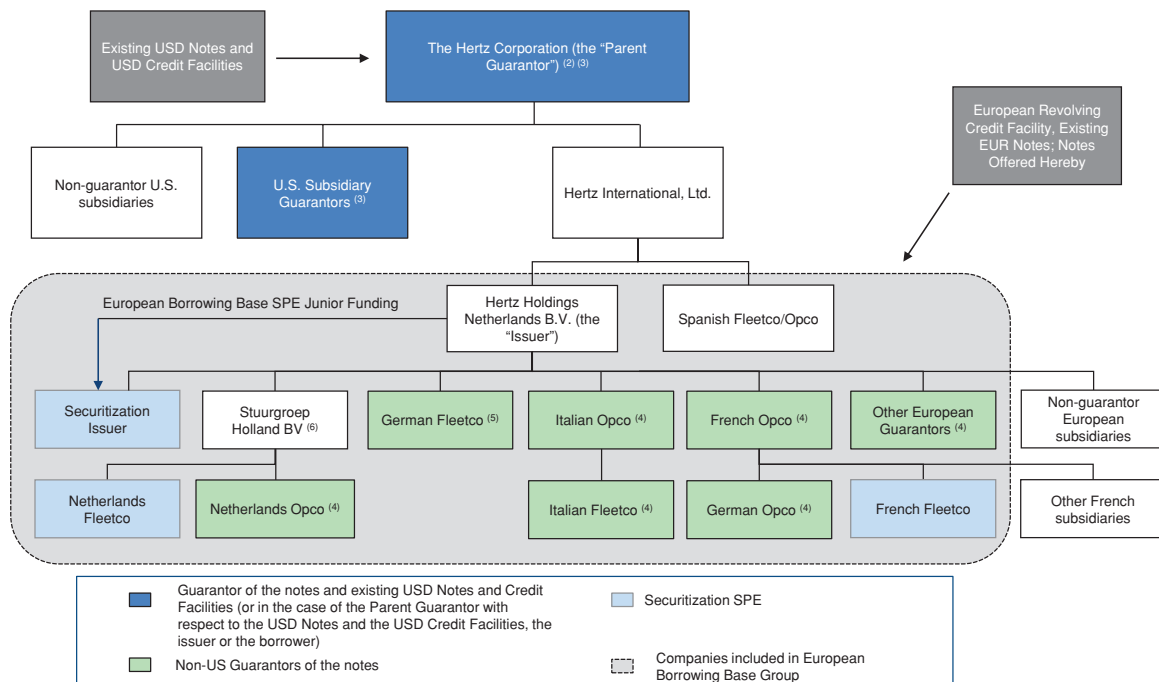 Existing USD Notes and
USD Credit Facilities
The Hertz Corporation (the “Parent
Guarantor”) (2) (3)
European Revolving
Credit Facility, Existing
EUR Notes; Notes
Offered Hereby
Non-guarantor U.S.
subsidiaries
U.S. Subsidiary
Guarantors (3)
Hertz International, Ltd.
European Borrowing Base SPE Junior Funding
Hertz Holdings
Netherlands B.V. (the
“Issuer”)
Spanish Fleetco/Opco
Securitization
Issuer
Stuurgroep
Holland BV (6)
German Fleetco (5)
Italian Opco (4)
French Opco (4)
Other European
Guarantors (4)
Non-guarantor
European
subsidiaries
Netherlands
Fleetco
Netherlands Opco (4)
Italian Fleetco (4)
German Opco (4)
French Fleetco
Other French
subsidiaries
Guarantor of the notes and existing USD Notes and Credit
Facilities (or in the case of the Parent Guarantor with
respect to the USD Notes and the USD Credit Facilities, the
issuer or the borrower)
Securitization SPE
Non-US Guarantors of the notes
Companies included in European
Borrowing Base Group